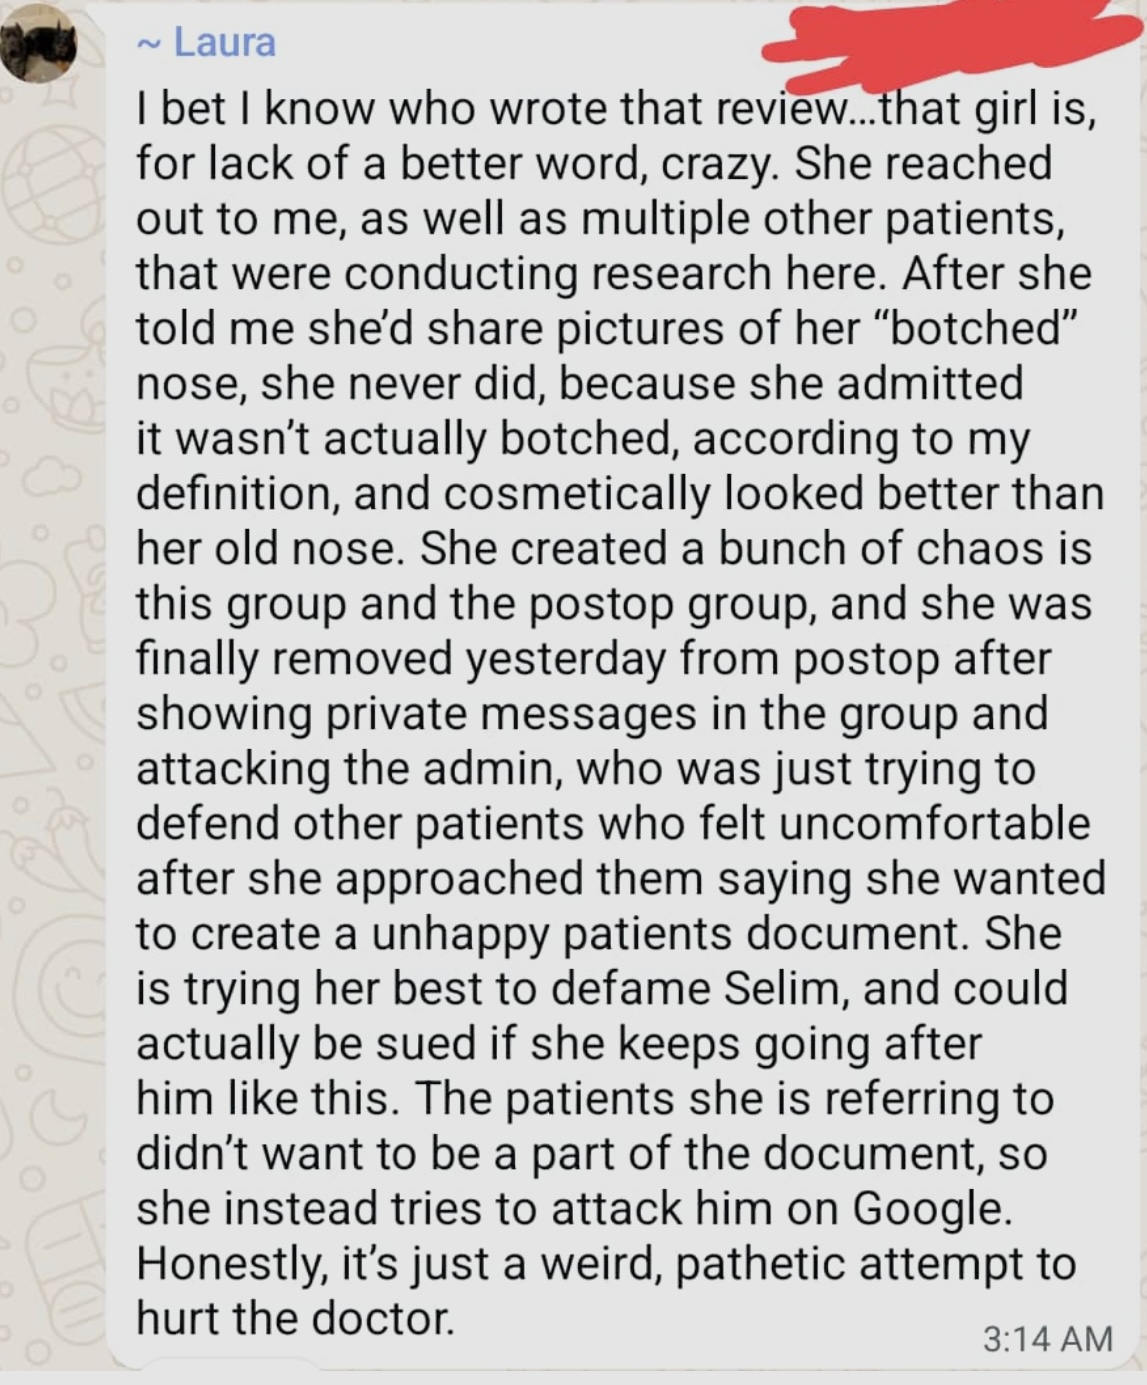 ~ Laura
I bet I know who wrote that review...that girl is,
for lack of a better word, crazy. She reached
out to me, as well as multiple other patients,
that were conducting research here. After she
told me she’d share pictures of her “botched”
nose, she never did, because she admitted
it wasn’t actually botched, according to my
definition, and cosmetically looked better than
her old nose. She created a bunch of chaos is
this group and the postop group, and she was
finally removed yesterday from postop after
showing private messages in the group and
attacking the admin, who was just trying to
defend other patients who felt uncomfortable
after she approached them saying she wanted
to create a unhappy patients document. She
is trying her best to defame Selim, and could
actually be sued if she keeps going after
him like this. The patients she is referring to
didn’t want to be a part of the document, so
she instead tries to attack him on Google.
Honestly, it’s just a weird, pathetic attempt to
hurt the doctor.
3:14 AM